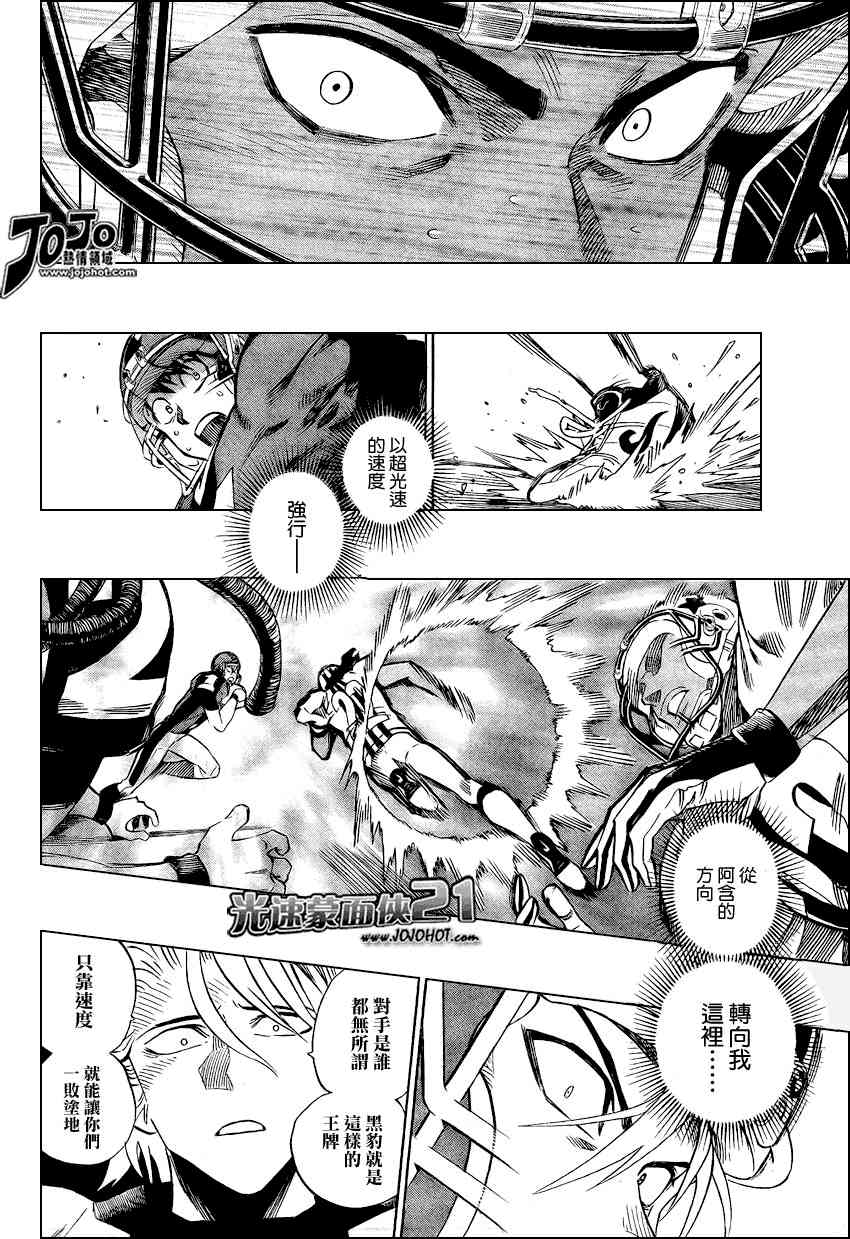 JOJO
熱情領域
www.jojohot.com
以超光速
的速度
強行—
從
阿含的
方向
光速蒙面俠21
www.JOJOHOT.com
轉向我
這裡……
對手是誰
都無所謂
黑豹就是
這樣的
王牌
只靠速度
就能讓你們
一敗塗地